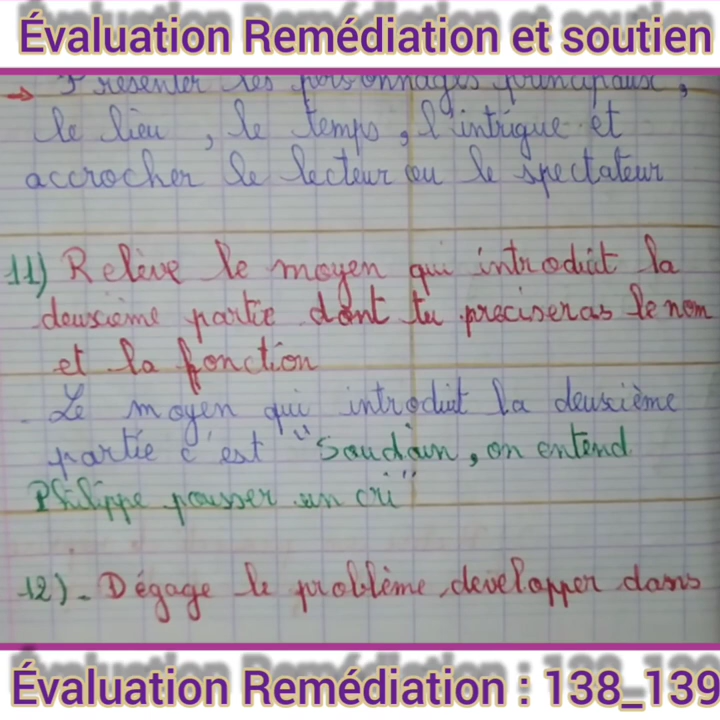 Évaluation Remédiation et soutien
→ Présenter les personnages principaux,
le lieu, le temps, l'intrigue et
accrocher le lecteur ou le spectateur
11) Relève le moyen qui introduit la
deuxième partie dont tu preciseras le nom
et la fonction
- Le moyen qui introduit la deuxième
partie c'est "Soudain, on entend
Philippe pousser un cri"
12) - Dégage le problème developper dans
Évaluation Remédiation : 138_139